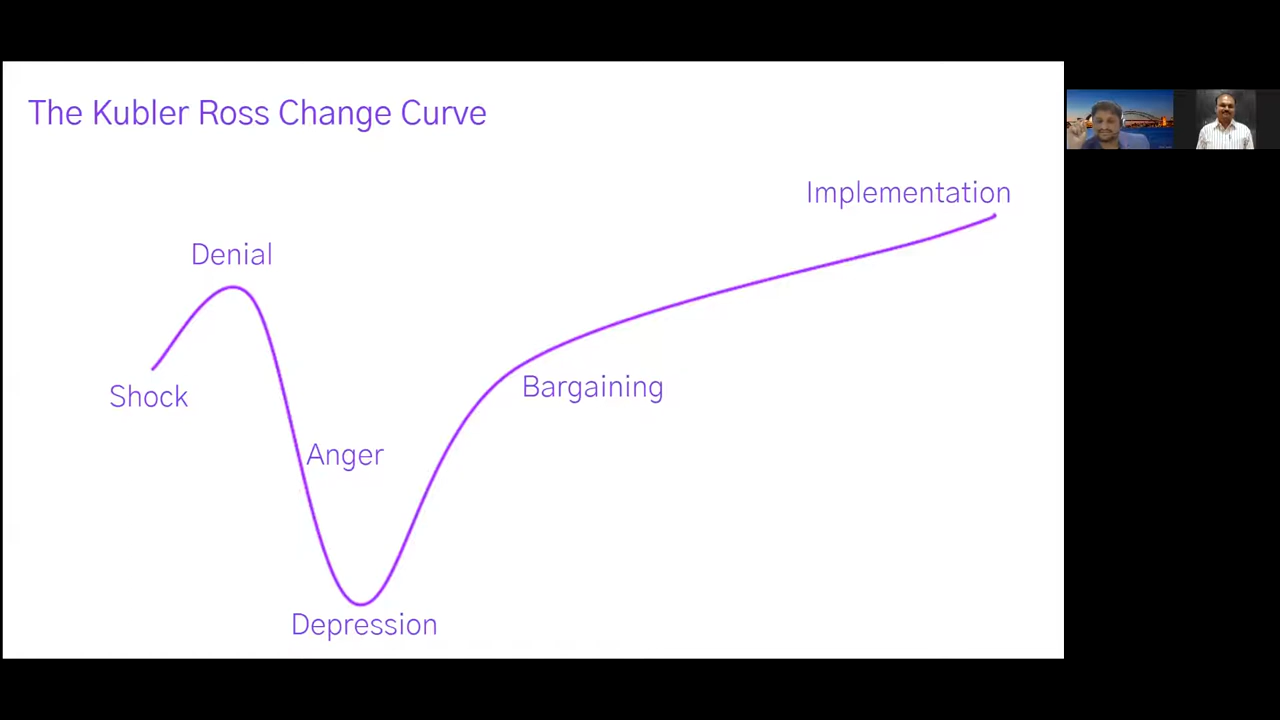 The Kubler Ross Change Curve
Implementation
Denial
Bargaining
Shock
Anger
Depression